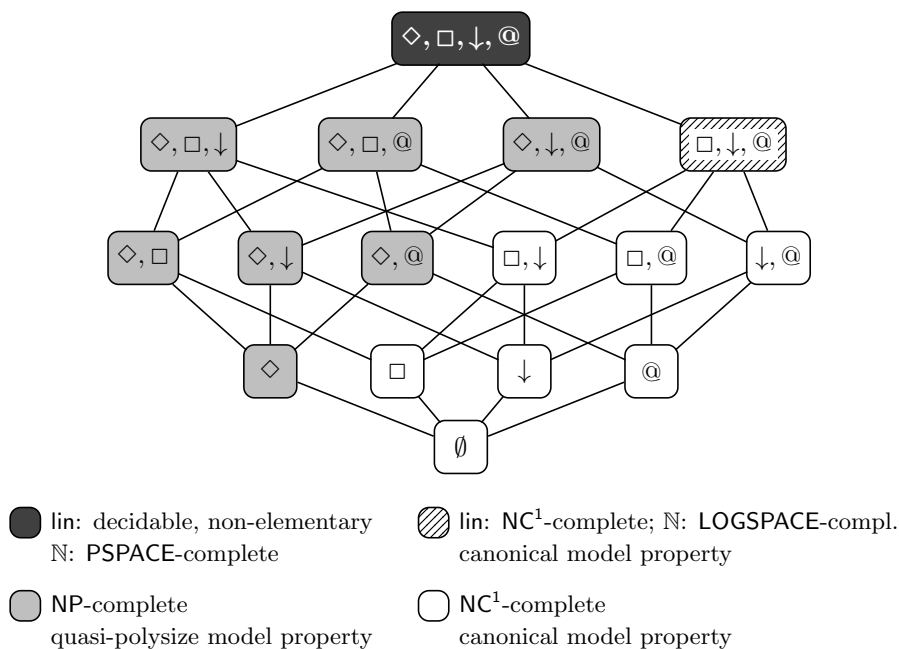 ◇, □, ↓, @
◇, □, ↓ ◇, □, @ ◇, ↓, @ □, ↓, @
◇, □ ◇, ↓ ◇, @ □, ↓ □, @ ↓, @
◇ □ ↓ @
∅
lin: decidable, non-elementary
ℕ: PSPACE-complete
lin: NC¹-complete; ℕ: LOGSPACE-compl.
canonical model property
NP-complete
quasi-polysize model property
NC¹-complete
canonical model property